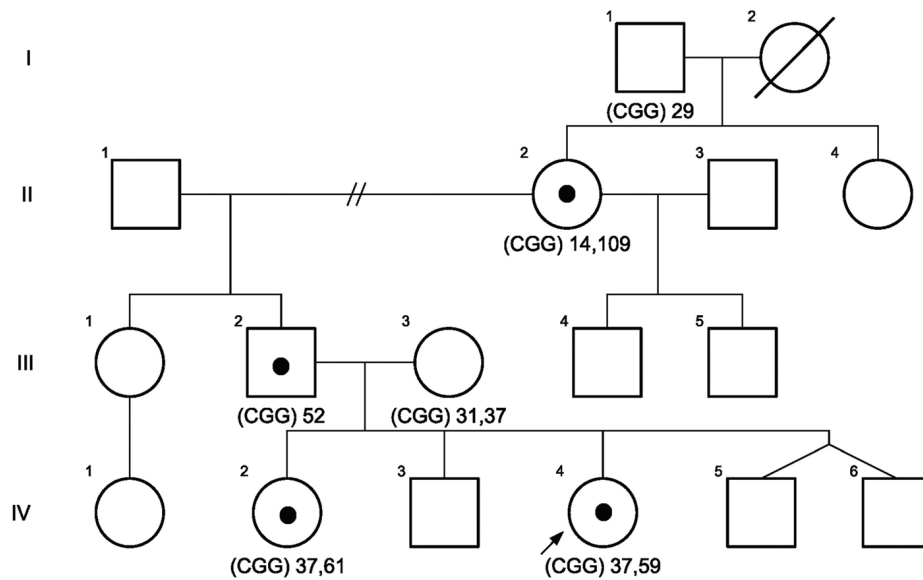 1 2
I
(CGG) 29
1 2 3 4
II
(CGG) 14,109
1 2 3 4 5
III
(CGG) 52 (CGG) 31,37
1 2 3 4 5 6
IV
(CGG) 37,61 (CGG) 37,59